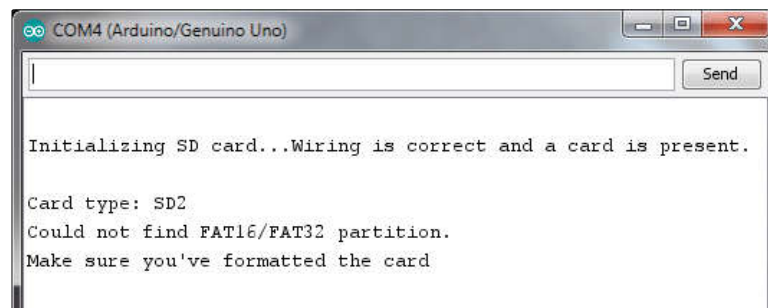 COM4 (Arduino/Genuino Uno)
Send
Initializing SD card...Wiring is correct and a card is present.
Card type: SD2
Could not find FAT16/FAT32 partition.
Make sure you've formatted the card